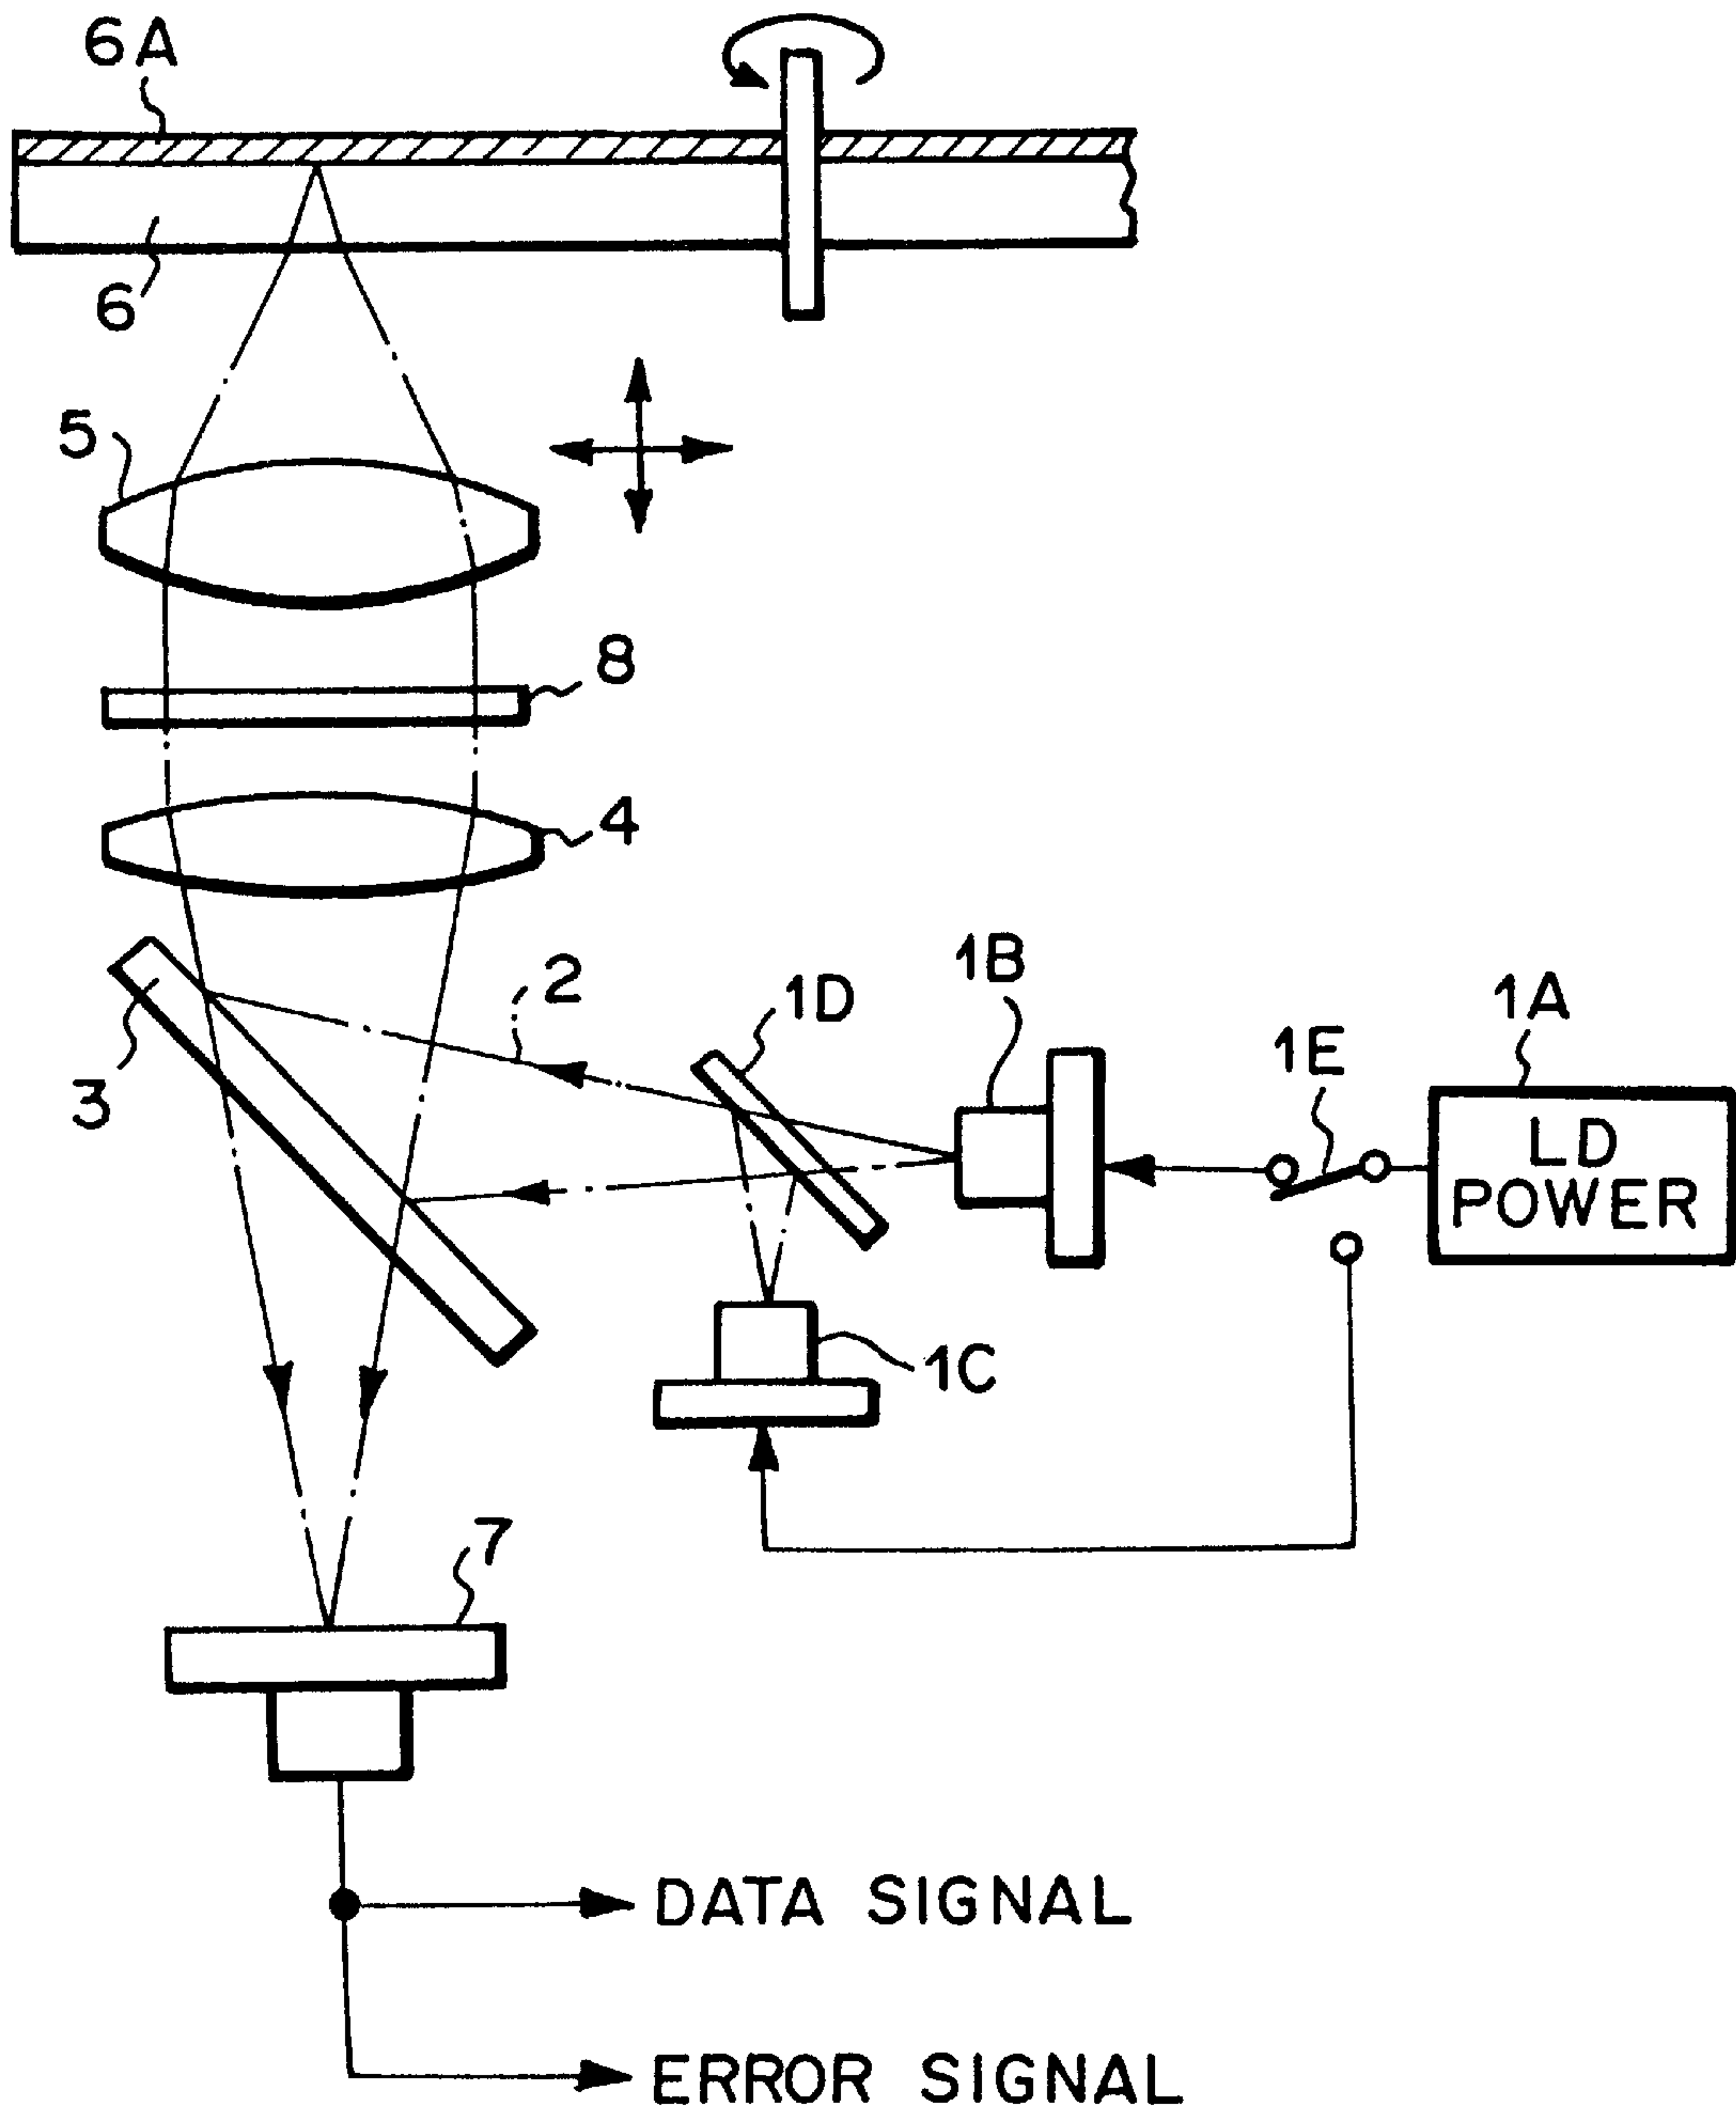 6A
6
5
8
4
2
1D
1B
1E
1A
LD
POWER
3
1C
7
DATA SIGNAL
ERROR SIGNAL